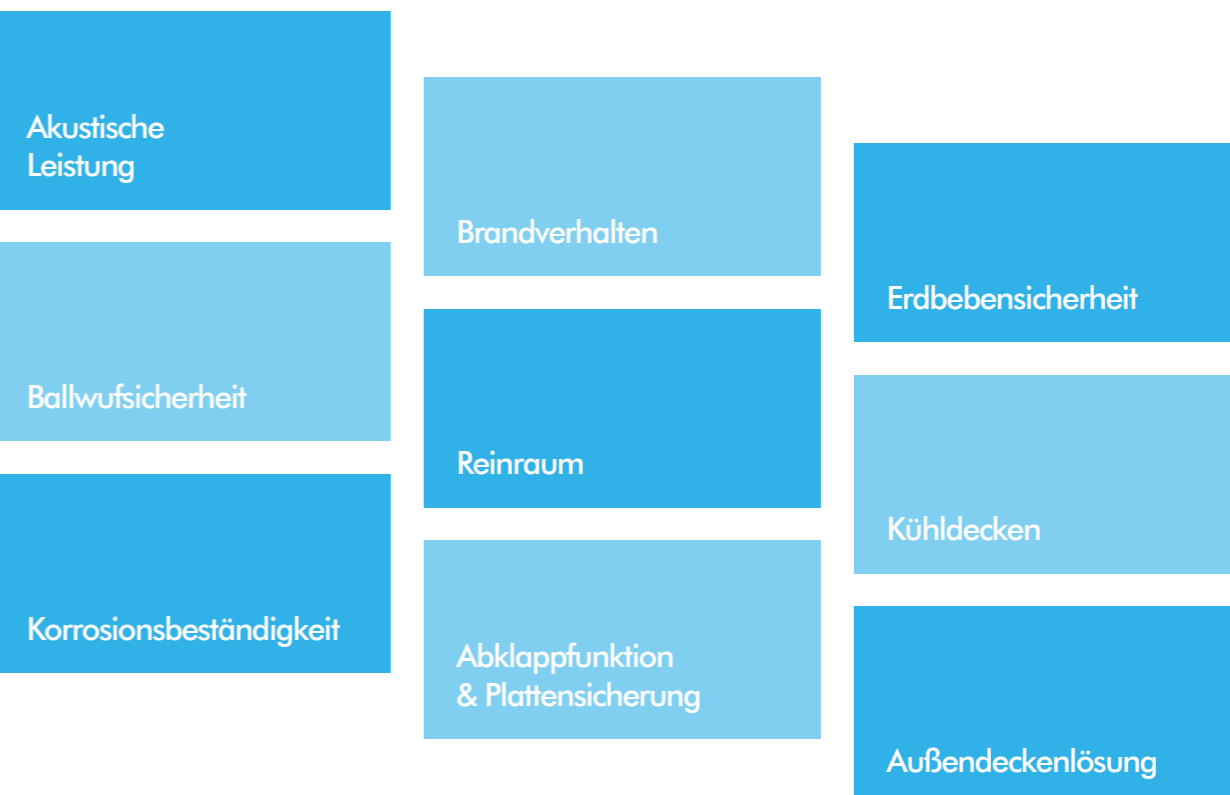 Akustische
Leistung
Ballwufsicherheit
Korrosionsbeständigkeit
Brandverhalten
Reinraum
Abklappfunktion
& Plattensicherung
Erdbebensicherheit
Kühldecken
Außendeckenlösung